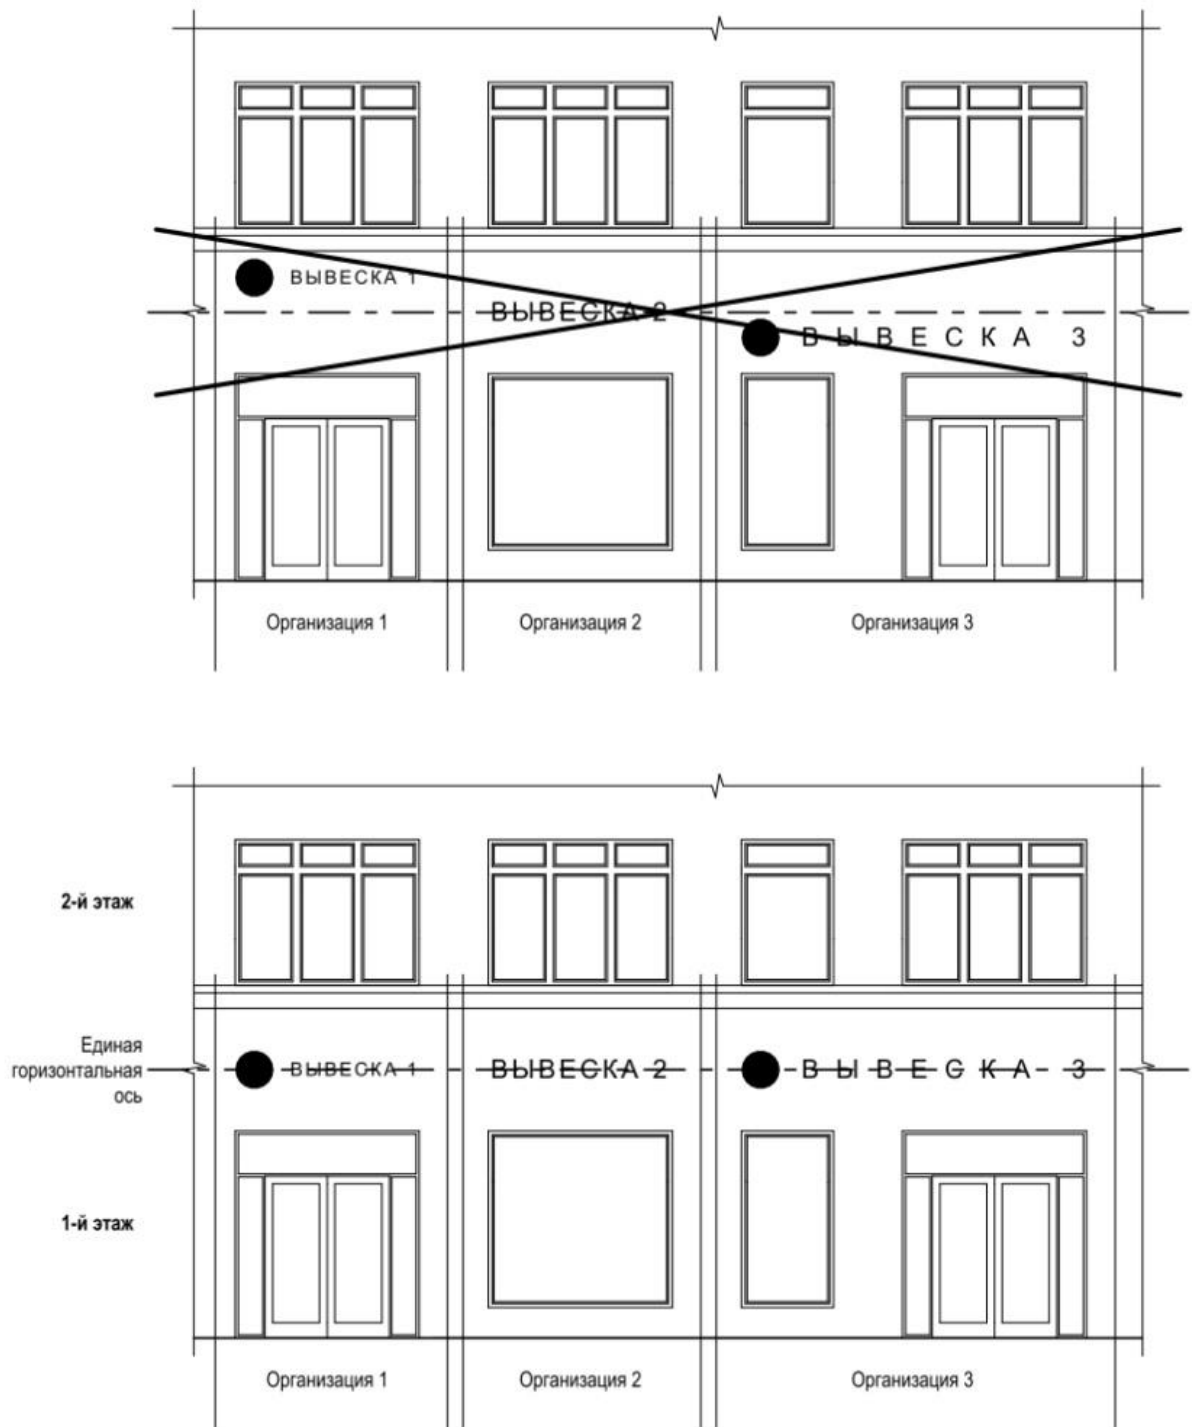 ВЫВЕСКА 1
ВЫВЕСКА 2
ВЫВЕСКА 3
Организация 1
Организация 2
Организация 3
2-й этаж
Единая
горизонтальная
ось
ВЫВЕСКА 1
ВЫВЕСКА 2
ВЫВЕСКА 3
1-й этаж
Организация 1
Организация 2
Организация 3